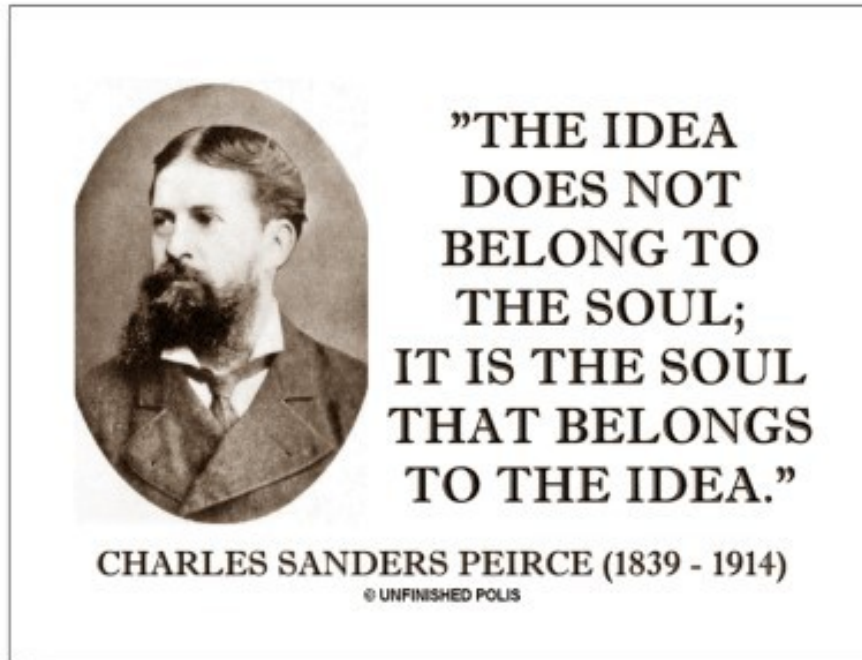 ”THE IDEA
DOES NOT
BELONG TO
THE SOUL;
IT IS THE SOUL
THAT BELONGS
TO THE IDEA.”
CHARLES SANDERS PEIRCE (1839 - 1914)
© UNFINISHED POLIS